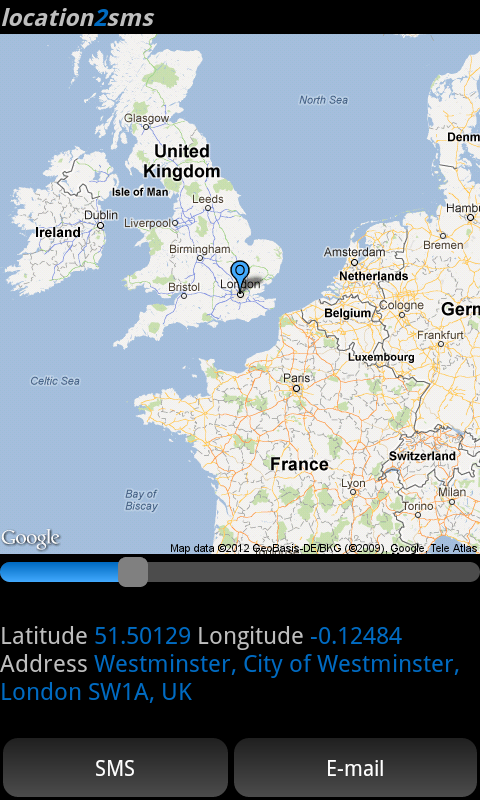 location2sms
North Sea
Glasgow
Denm
United
Kingdom
Isle of Man
Leeds
Hambu
Dublin
Liverpool
Ireland
Bremen
Birmingham
Amsterdam
Netherlands
London
Bristol
Cologne
Belgium
Germ
Frankfurt
Luxembourg
Celtic Sea
Paris
Switzerland
France
Lyon
Milan
Bay of
Biscay
Torino
Google
Map data ©2012 GeoBasis-DE/BKG (©2009), Google, Tele Atlas
Latitude 51.50129 Longitude -0.12484
Address Westminster, City of Westminster,
London SW1A, UK
SMS
E-mail